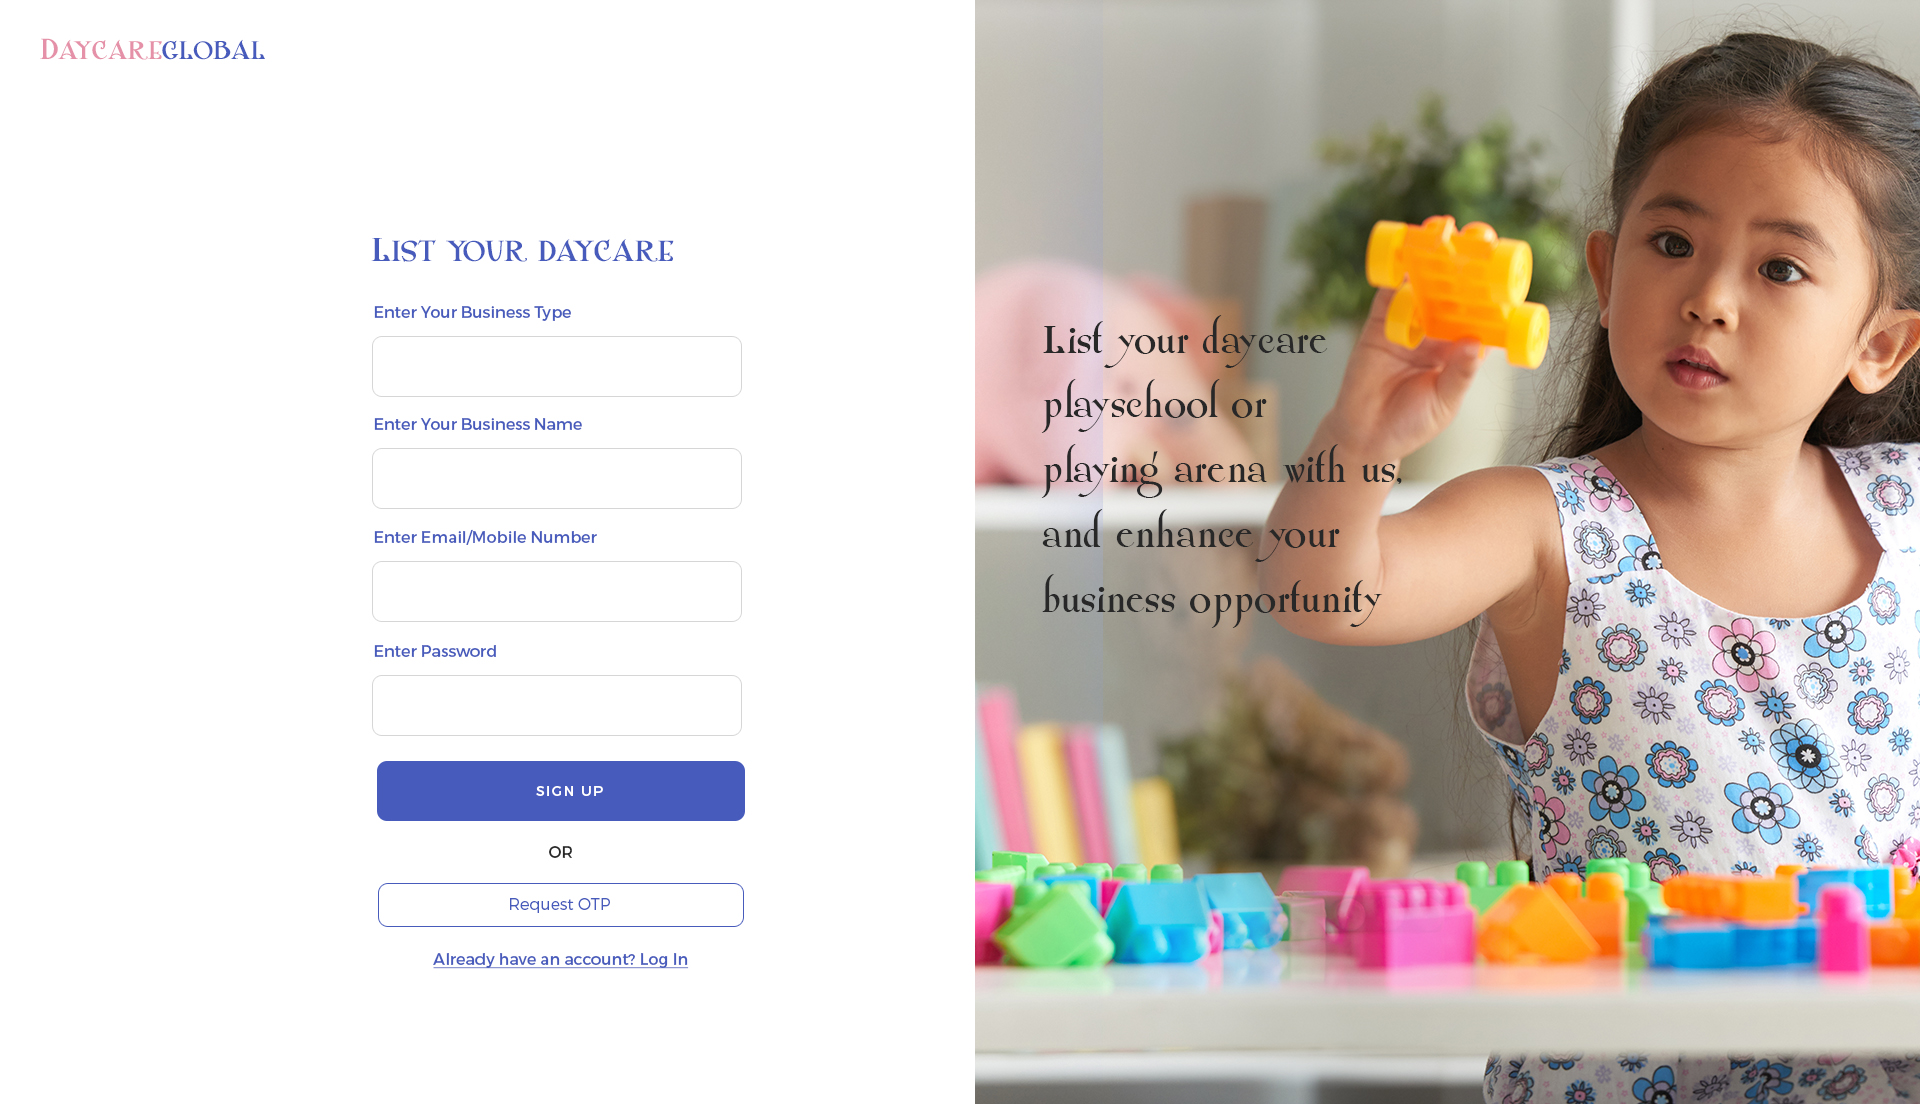 DAYCAREGLOBAL
LIST YOUR DAYCARE
Enter Your Business Type
Enter Your Business Name
Enter Email/Mobile Number
Enter Password
SIGN UP
OR
Request OTP
Already have an account? Log In
List your daycare
playschool or
playing arena with us,
and enhance your
business opportunity